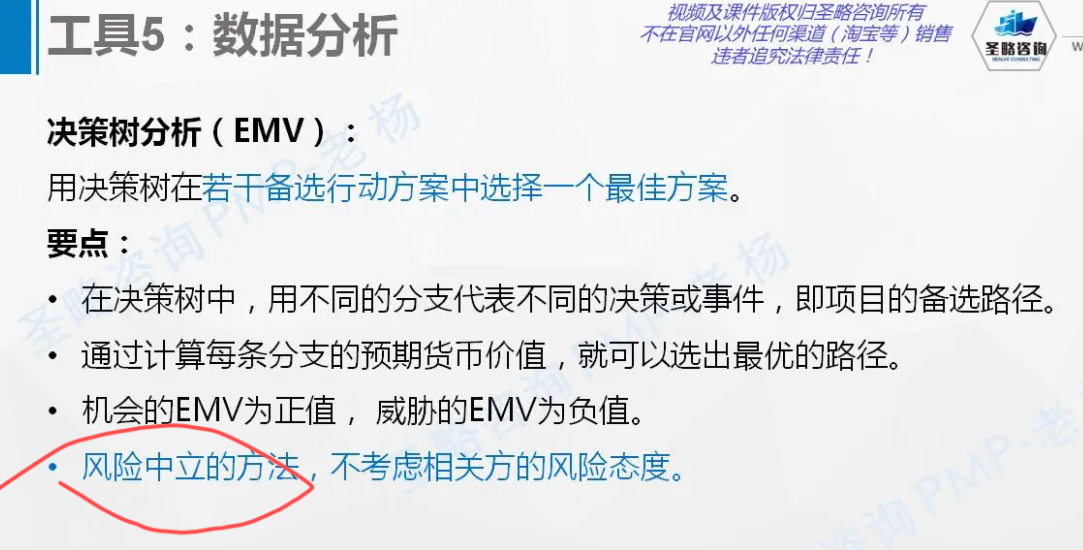 工具5：数据分析
视频及课件版权归圣略咨询所有
不在官网以外任何渠道（淘宝等）销售
违者追究法律责任！
圣略咨询
决策树分析（EMV）：
用决策树在若干备选行动方案中选择一个最佳方案。
要点：
• 在决策树中，用不同的分支代表不同的决策或事件，即项目的备选路径。
• 通过计算每条分支的预期货币价值，就可以选出最优的路径。
• 机会的EMV为正值， 威胁的EMV为负值。
• 风险中立的方法，不考虑相关方的风险态度。
圣略咨询 PMP-老杨